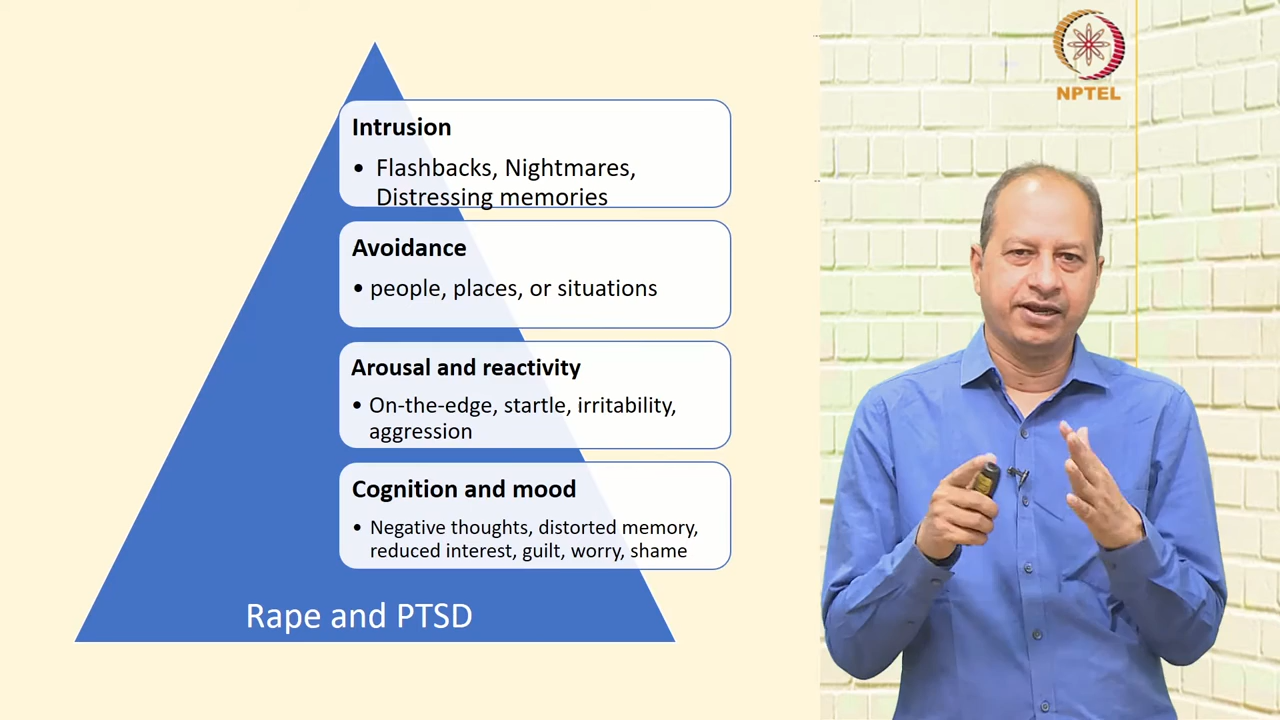 Intrusion
• Flashbacks, Nightmares,
Distressing memories
Avoidance
• people, places, or situations
Arousal and reactivity
• On-the-edge, startle, irritability,
aggression
Cognition and mood
• Negative thoughts, distorted memory,
reduced interest, guilt, worry, shame
Rape and PTSD
NPTEL